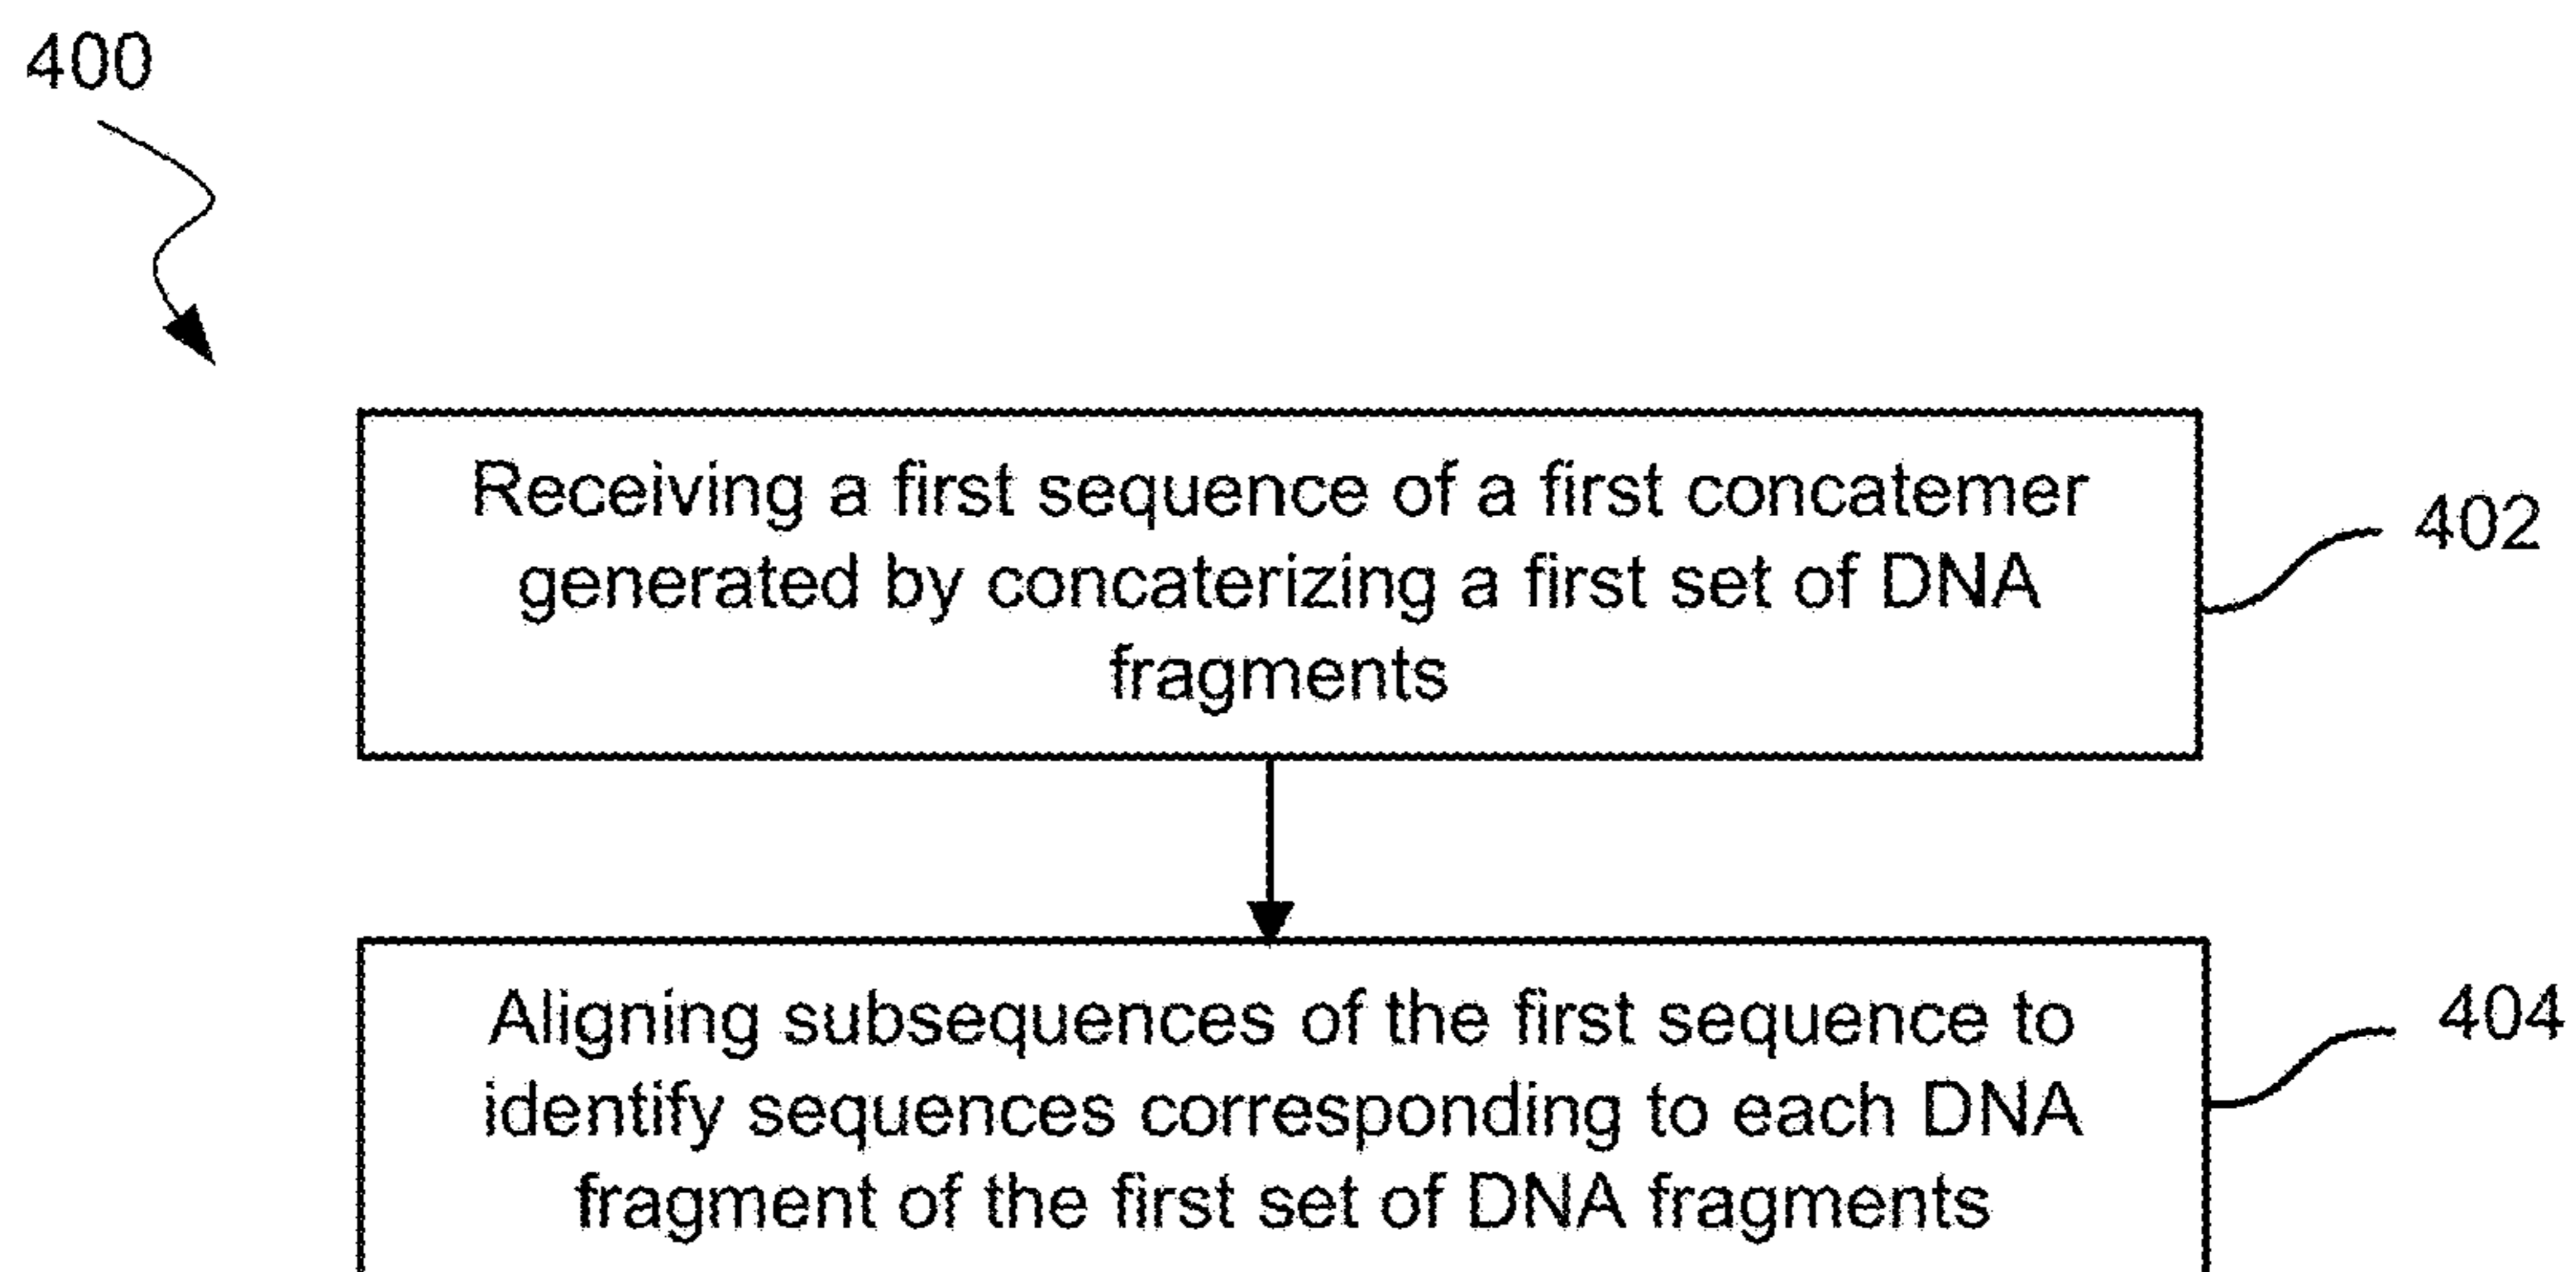 400
Receiving a first sequence of a first concatemer
generated by concaterizing a first set of DNA
fragments
402
Aligning subsequences of the first sequence to
identify sequences corresponding to each DNA
fragment of the first set of DNA fragments
404